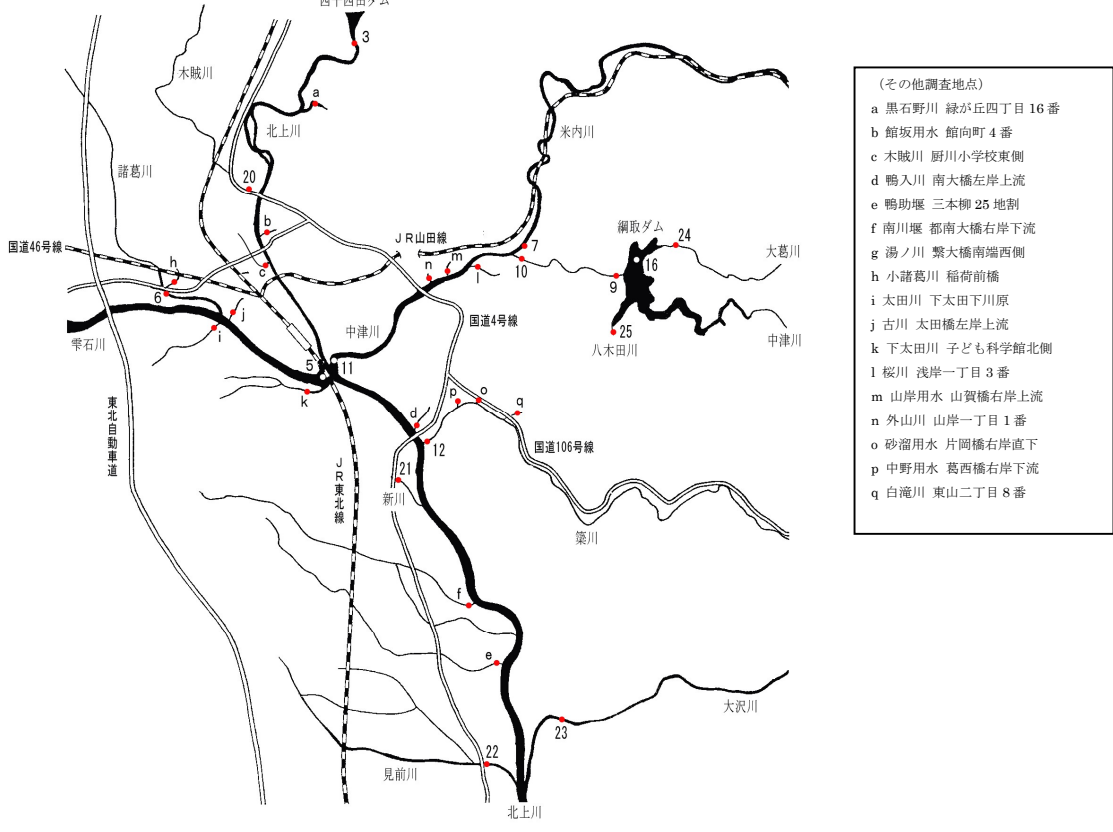 四十四田ダム
3
木賊川
a
北上川
米内川
諸葛川
20
b
JR山田線
綱取ダム
24
国道46号線
c
n
m
l
7
10
大葛川
h
9
16
6
j
i
国道4号線
25
八木田川
中津川
中津川
雫石川
5
11
k
d
p
o
q
12
国道106号線
東北自動車道
JR東北線
21
新川
簗川
f
e
大沢川
23
22
見前川
北上川
(その他調査地点)
a 黒石野川 緑が丘四丁目 16 番
b 館坂用水 館向町 4 番
c 木賊川 厨川小学校東側
d 鴨入川 南大橋左岸上流
e 鴨助堰 三本柳 25 地割
f 南川堰 都南大橋右岸下流
g 湯ノ川 繋大橋南端西側
h 小諸葛川 稲荷前橋
i 太田川 下太田下川原
j 古川 太田橋左岸上流
k 下太田川 子ども科学館北側
l 桜川 浅岸一丁目 3 番
m 山岸用水 山賀橋右岸上流
n 外山川 山岸一丁目 1 番
o 砂溜用水 片岡橋右岸直下
p 中野用水 葛西橋右岸下流
q 白滝川 東山二丁目 8 番